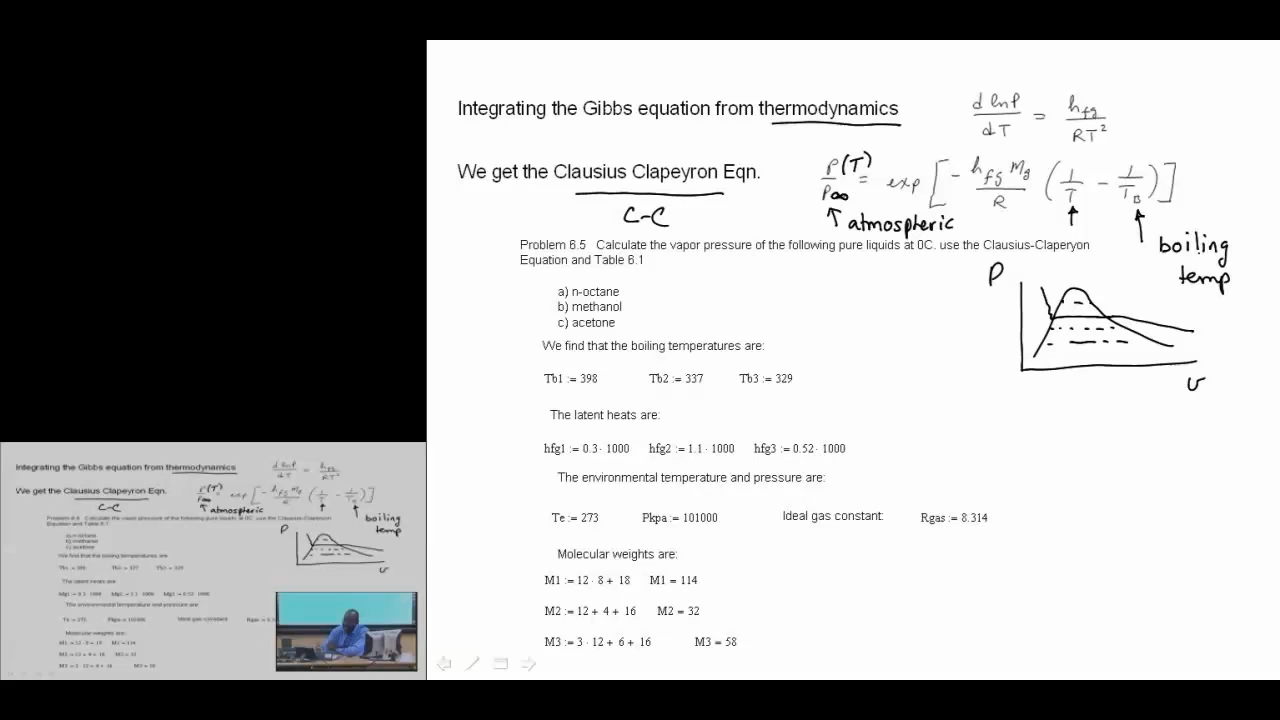 Integrating the Gibbs equation from thermodynamics
d lnP / dT = hfg / RT²
We get the Clausius Clapeyron Eqn.
C-C
P(T) / P∞ = exp [ - hfg Mg / R ( 1/T - 1/TB ) ]
↑ atmospheric
boiling temp
Problem 6.5 Calculate the vapor pressure of the following pure liquids at 0C. use the Clausius-Claperyon
Equation and Table 6.1
a) n-octane
b) methanol
c) acetone
P
v
We find that the boiling temperatures are:
Tb1 := 398 Tb2 := 337 Tb3 := 329
The latent heats are:
hfg1 := 0.3 · 1000 hfg2 := 1.1 · 1000 hfg3 := 0.52 · 1000
The environmental temperature and pressure are:
Te := 273 Pkpa := 101000 Ideal gas constant: Rgas := 8.314
Molecular weights are:
M1 := 12 · 8 + 18 M1 = 114
M2 := 12 + 4 + 16 M2 = 32
M3 := 3 · 12 + 6 + 16 M3 = 58